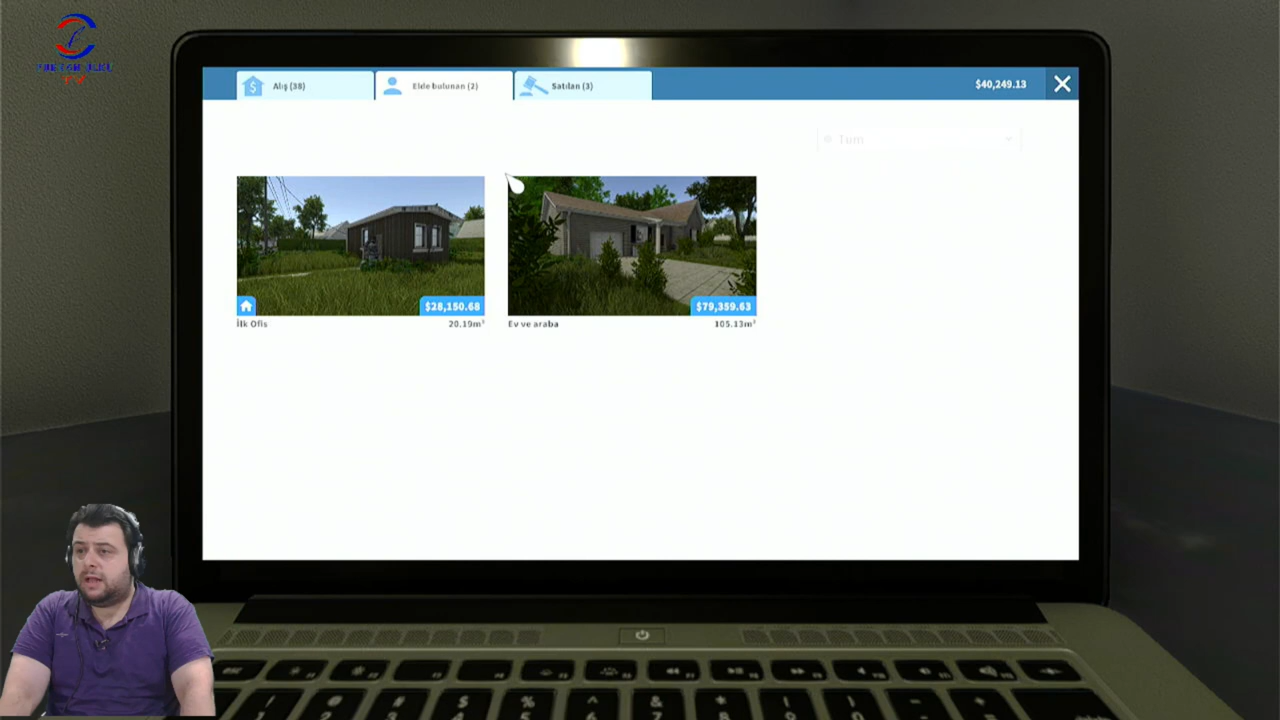 Alış (38)
Elde bulunan (2)
Satılan (3)
$40,249.13
Tüm
$28,150.68
İlk Ofis
20.19m²
$79,359.63
Ev ve araba
105.13m²